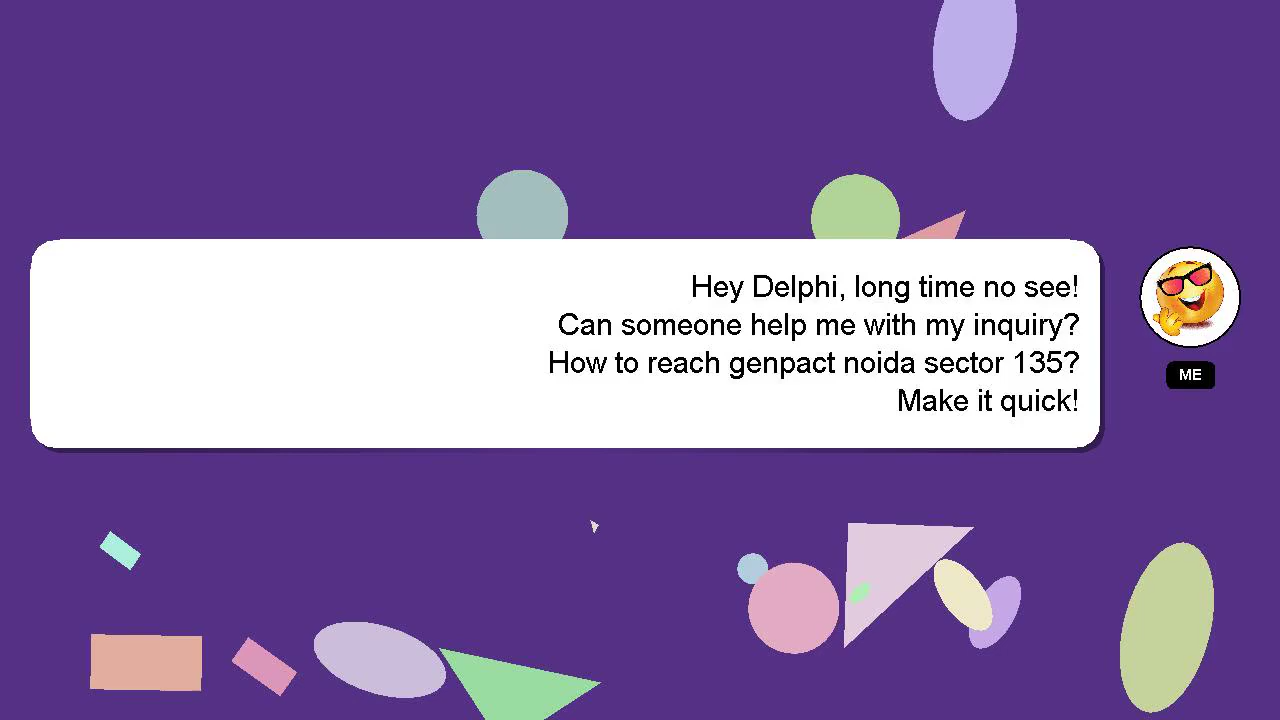 Hey Delphi, long time no see!
Can someone help me with my inquiry?
How to reach genpact noida sector 135?
Make it quick!
ME